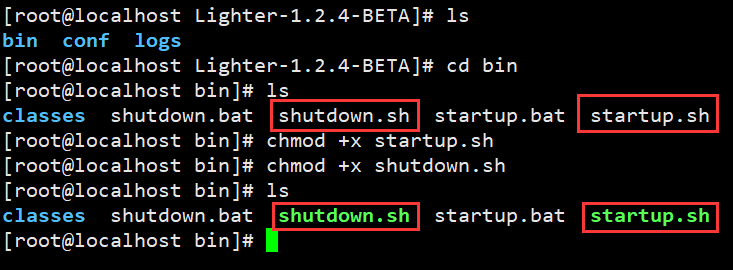 [root@localhost Lighter-1.2.4-BETA]# ls
bin  conf  logs
[root@localhost Lighter-1.2.4-BETA]# cd bin
[root@localhost bin]# ls
classes  shutdown.bat  shutdown.sh  startup.bat  startup.sh
[root@localhost bin]# chmod +x startup.sh
[root@localhost bin]# chmod +x shutdown.sh
[root@localhost bin]# ls
classes  shutdown.bat  shutdown.sh  startup.bat  startup.sh
[root@localhost bin]#